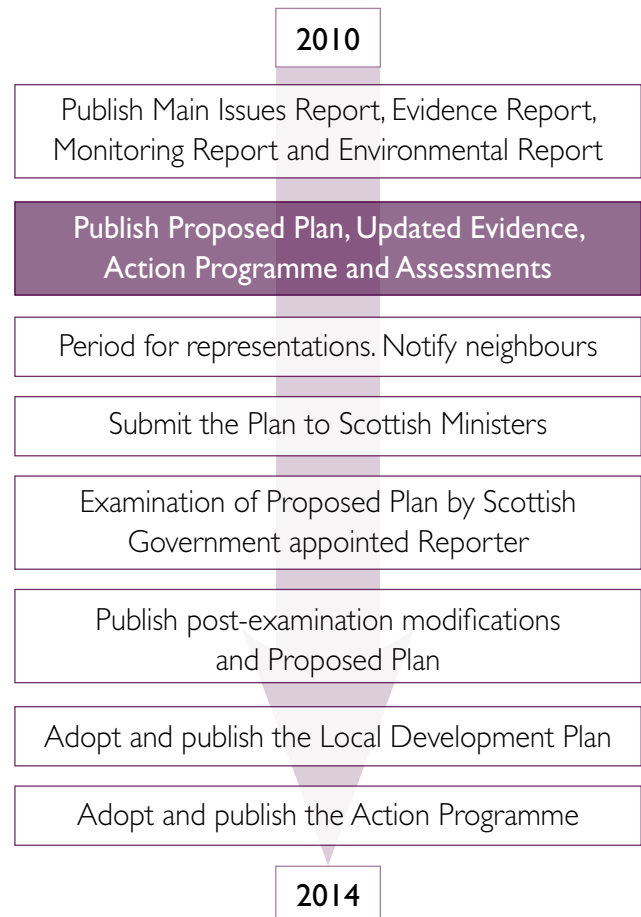 2010
Publish Main Issues Report, Evidence Report,
Monitoring Report and Environmental Report
Publish Proposed Plan, Updated Evidence,
Action Programme and Assessments
Period for representations. Notify neighbours
Submit the Plan to Scottish Ministers
Examination of Proposed Plan by Scottish
Government appointed Reporter
Publish post-examination modifications
and Proposed Plan
Adopt and publish the Local Development Plan
Adopt and publish the Action Programme
2014